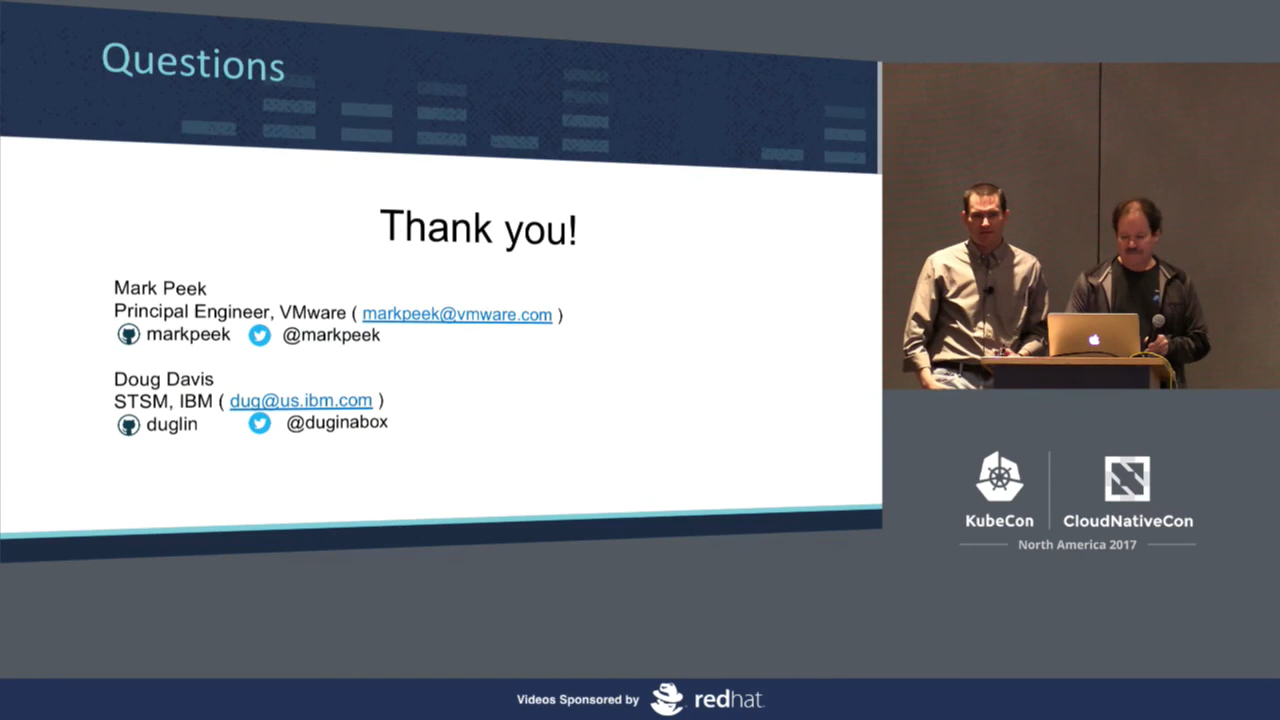 Questions
Thank you!
Mark Peek
Principal Engineer, VMware ( markpeek@vmware.com )
markpeek @markpeek
Doug Davis
STSM, IBM ( dug@us.ibm.com )
duglin @duginabox
KubeCon
CloudNativeCon
North America 2017
Videos Sponsored by redhat